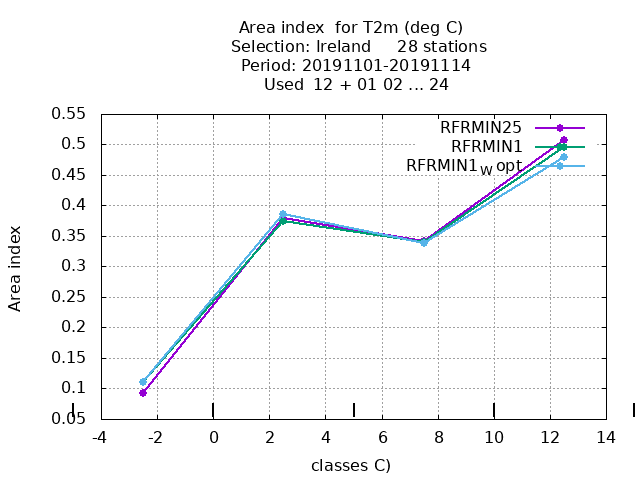 Area index  for T2m (deg C)
Selection: Ireland     28 stations
Period: 20191101-20191114
Used  12 + 01 02 ... 24
0.55
0.5
0.45
0.4
0.35
0.3
0.25
0.2
0.15
0.1
0.05
Area index
RFRMIN25
RFRMIN1
RFRMIN1W opt
-4 -2 0 2 4 6 8 10 12 14
classes C)